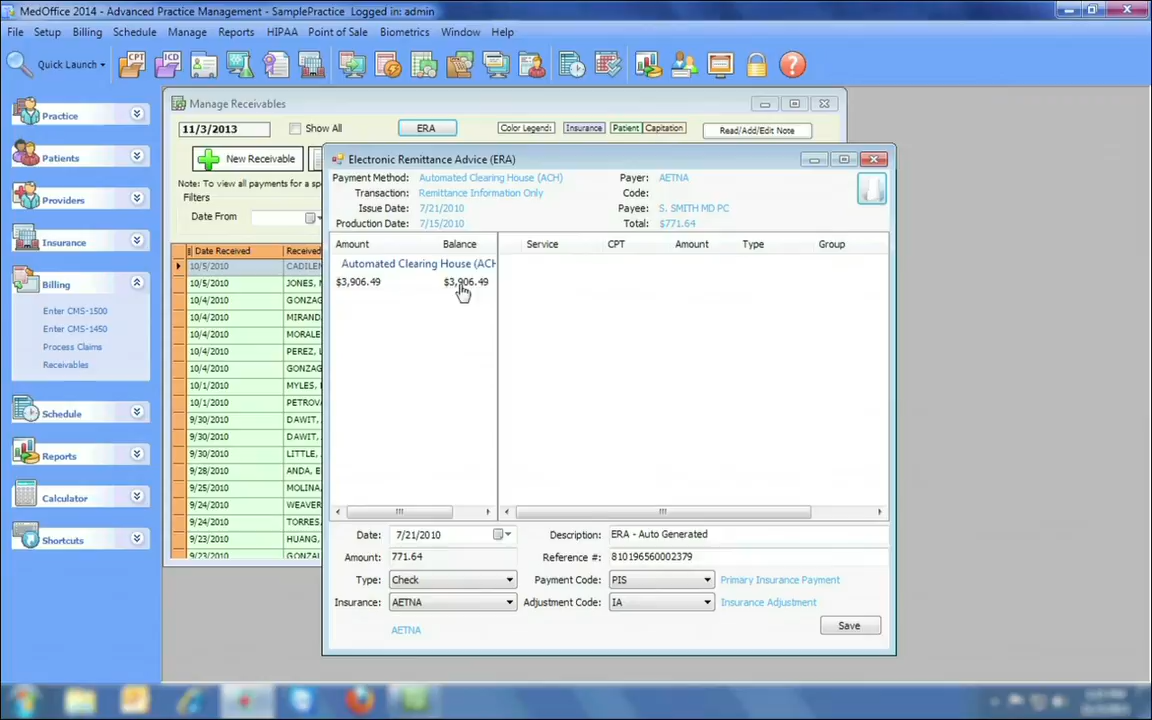 MedOffice 2014 - Advanced Practice Management - SamplePractice Logged in: admin
File Setup Billing Schedule Manage Reports HIPAA Point of Sale Biometrics Window Help
Quick Launch CPT ICD
Manage Receivables
Practice
11/3/2013 Show All ERA Color Legend: Insurance Patient Capitation Read/Add/Edit Note
Patients
New Receivable
Note: To view all payments for a spe
Filters
Date From
Providers
Insurance
Billing
Enter CMS-1500
Enter CMS-1450
Process Claims
Receivables
Schedule
Reports
Calculator
Shortcuts
Date Received Received
10/5/2010 CADILEN
10/5/2010 JONES,
10/4/2010 GONZAG
10/4/2010 MIRAND
10/4/2010 MORALE
10/4/2010 PEREZ, L
10/4/2010 GONZAG
10/1/2010 MYLES,
10/1/2010 PETROV
9/30/2010 DAWIT,
9/30/2010 DAWIT,
9/30/2010 LITTLE,
9/28/2010 ANDA, E
9/25/2010 MOLINA,
9/24/2010 WEAVER
9/24/2010 TORRES
9/23/2010 HUANG,
9/23/2010 GONZAL
Electronic Remittance Advice (ERA)
Payment Method: Automated Clearing House (ACH) Payer: AETNA
Transaction: Remittance Information Only Code:
Issue Date: 7/21/2010 Payee: S. SMITH MD PC
Production Date: 7/15/2010 Total: $771.64
Amount Balance Service CPT Amount Type Group
Automated Clearing House (ACH
$3,906.49 $3,906.49
Date: 7/21/2010 Description: ERA - Auto Generated
Amount: 771.64 Reference #: 810196560002379
Type: Check Payment Code: PIS Primary Insurance Payment
Insurance: AETNA Adjustment Code: IA Insurance Adjustment
AETNA Save